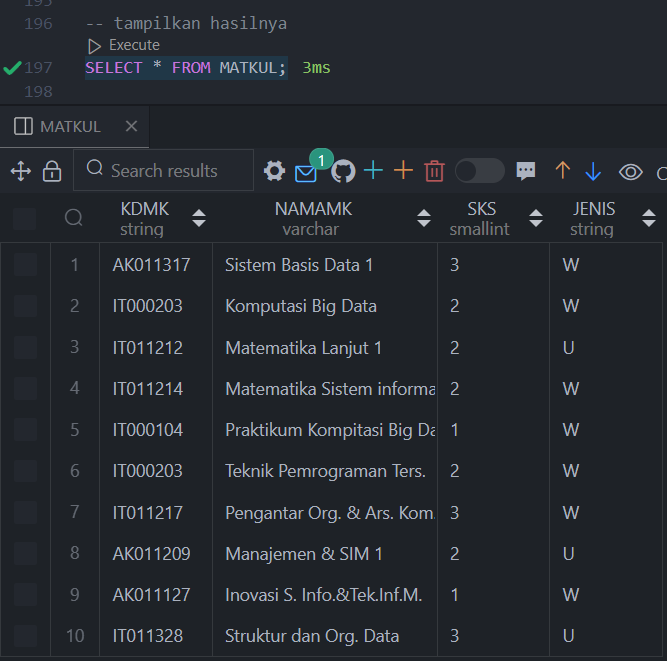 195
196 -- tampilkan hasilnya
Execute
197 SELECT * FROM MATKUL; 3ms
198
MATKUL
Search results 1
KDMK NAMAMK SKS JENIS
string varchar smallint string
1 AK011317 Sistem Basis Data 1 3 W
2 IT000203 Komputasi Big Data 2 W
3 IT011212 Matematika Lanjut 1 2 U
4 IT011214 Matematika Sistem informa 2 W
5 IT000104 Praktikum Kompitasi Big Da 1 W
6 IT000203 Teknik Pemrograman Ters. 2 W
7 IT011217 Pengantar Org. & Ars. Kom. 3 W
8 AK011209 Manajemen & SIM 1 2 U
9 AK011127 Inovasi S. Info.&Tek.Inf.M. 1 W
10 IT011328 Struktur dan Org. Data 3 U